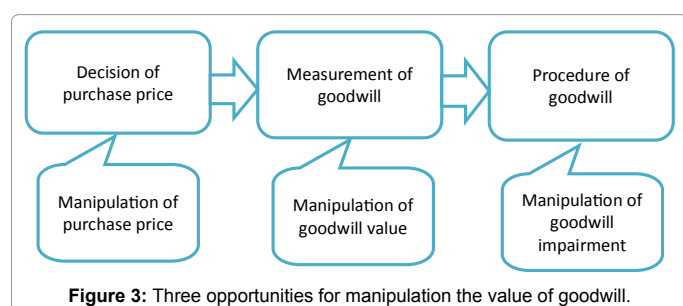 Decision of
purchase price
Measurement of
goodwill
Procedure of
goodwill
Manipulation of
purchase price
Manipulation of
goodwill value
Manipulation of
goodwill
impairment
Figure 3: Three opportunities for manipulation the value of goodwill.